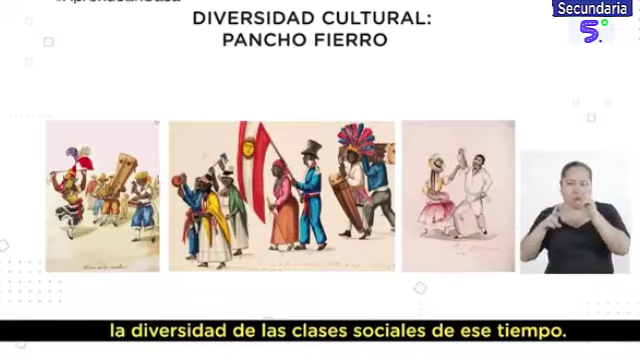 Secundaria
5.°
DIVERSIDAD CULTURAL:
PANCHO FIERRO
la diversidad de las clases sociales de ese tiempo.